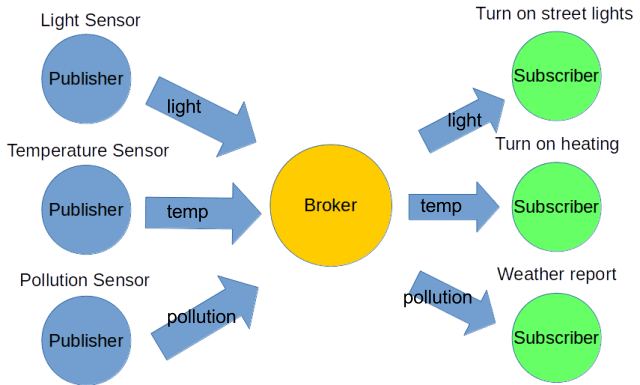 Light Sensor
Publisher
light
Temperature Sensor
Publisher
temp
Pollution Sensor
Publisher
pollution
Broker
Turn on street lights
Subscriber
light
Turn on heating
Subscriber
temp
Weather report
Subscriber
pollution